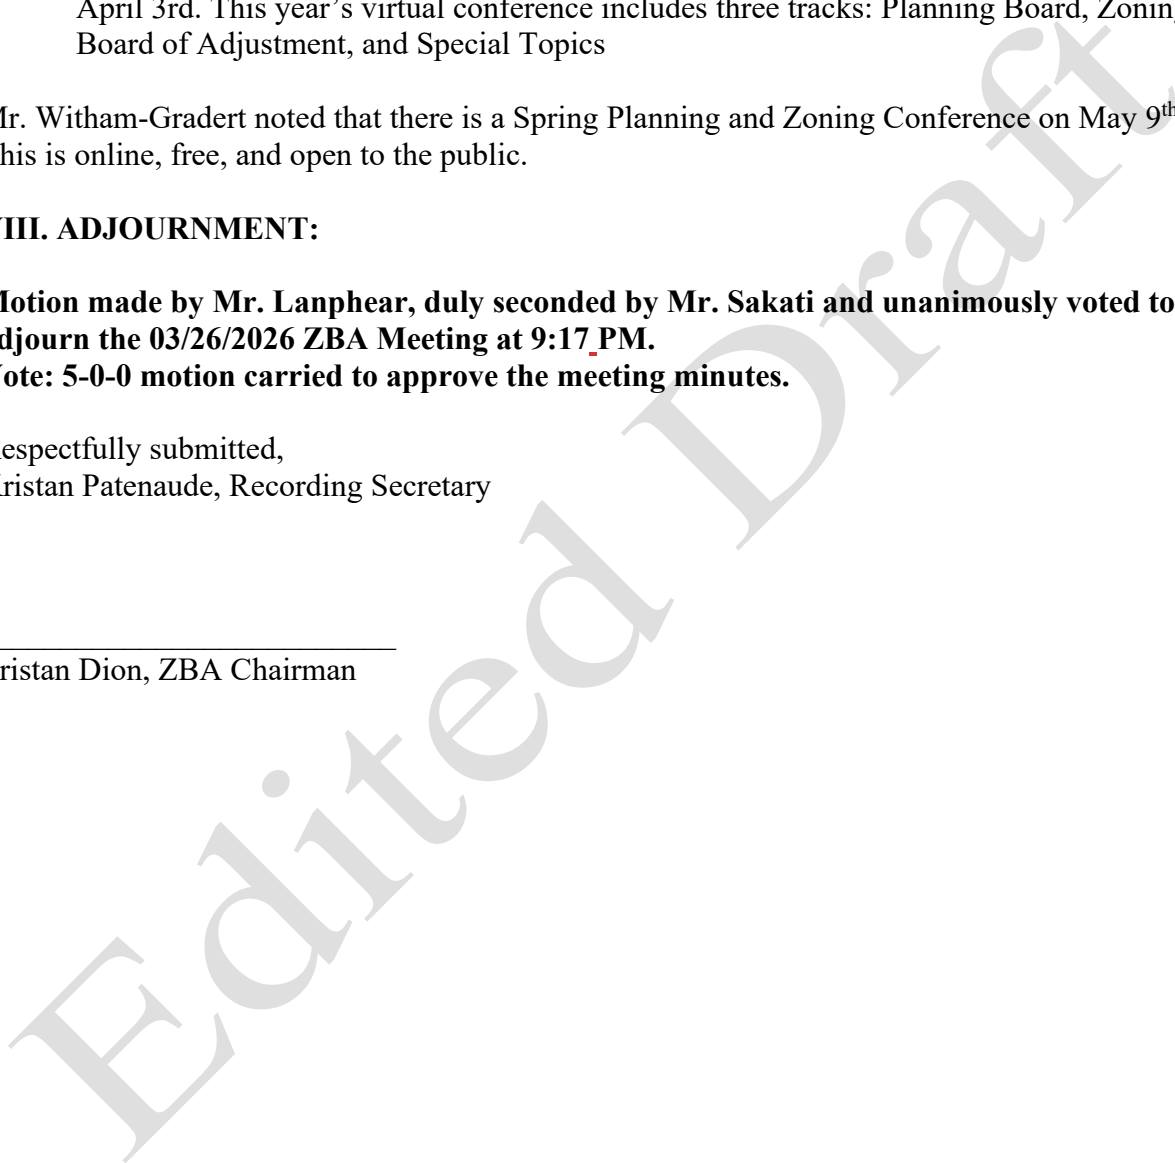 April 3rd. This year’s virtual conference includes three tracks: Planning Board, Zonin
Board of Adjustment, and Special Topics
Mr. Witham-Gradert noted that there is a Spring Planning and Zoning Conference on May 9th
his is online, free, and open to the public.
VIII. ADJOURNMENT:
Motion made by Mr. Lanphear, duly seconded by Mr. Sakati and unanimously voted to
djourn the 03/26/2026 ZBA Meeting at 9:17 PM.
ote: 5-0-0 motion carried to approve the meeting minutes.
espectfully submitted,
ristan Patenaude, Recording Secretary
ristan Dion, ZBA Chairman
Edited Draft